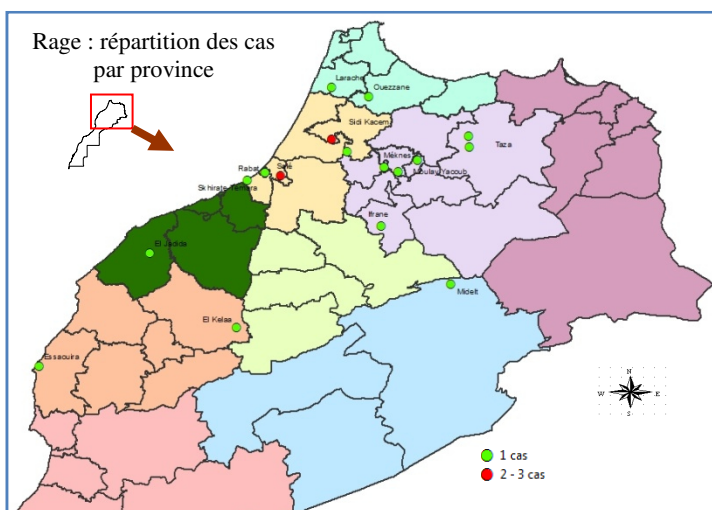 Rage : répartition des cas
par province
Larache
Ouezzane
Sidi Kacem
Taza
Méknes
Moulay Yacoub
Rabat
Salé
Skhirate-Témara
Ifrane
El Jadida
Midelt
El Kelaa
Essaouira
N
W
E
S
1 cas
2 - 3 cas